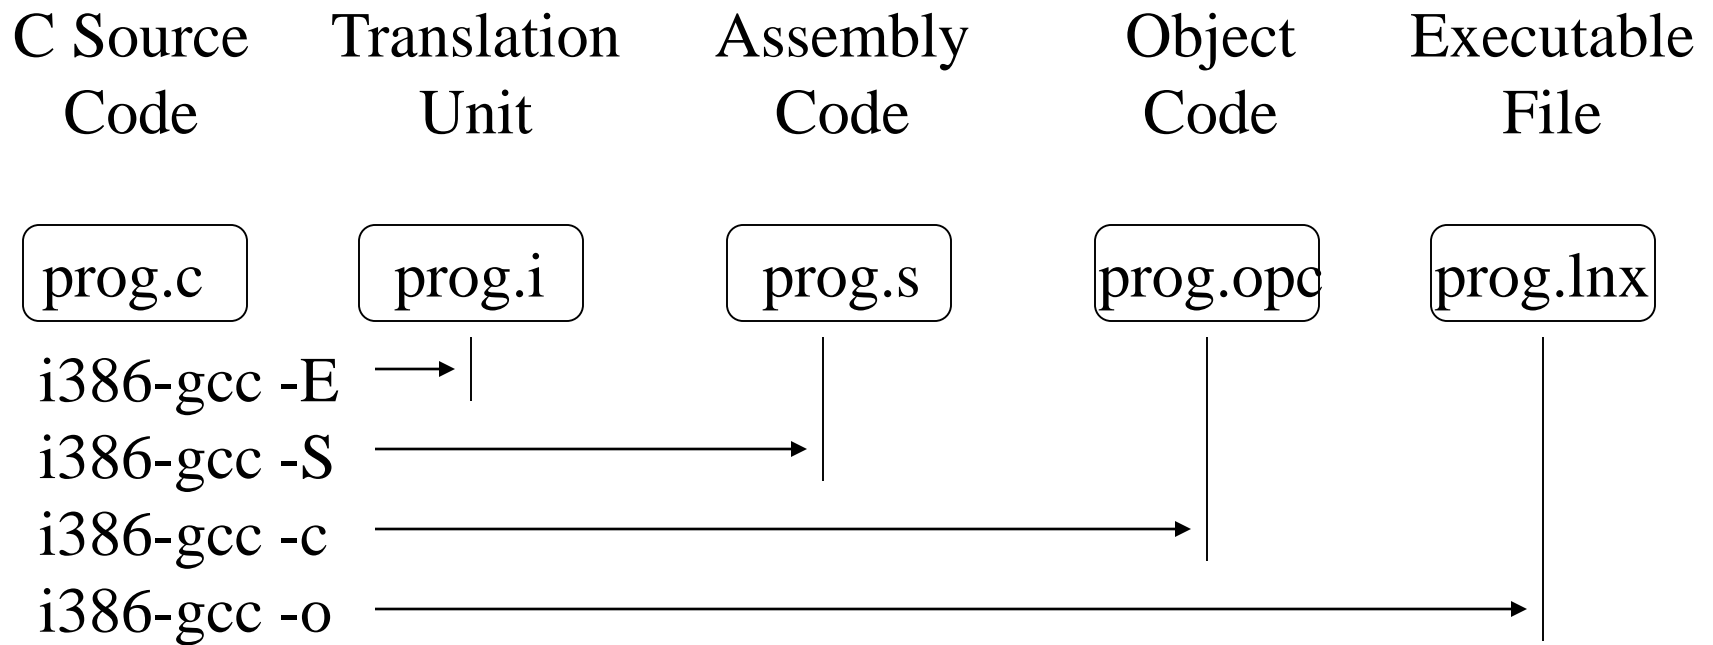 C Source
Code
Translation
Unit
Assembly
Code
Object
Code
Executable
File
prog.c
prog.i
prog.s
prog.opc
prog.lnx
i386-gcc -E
i386-gcc -S
i386-gcc -c
i386-gcc -o